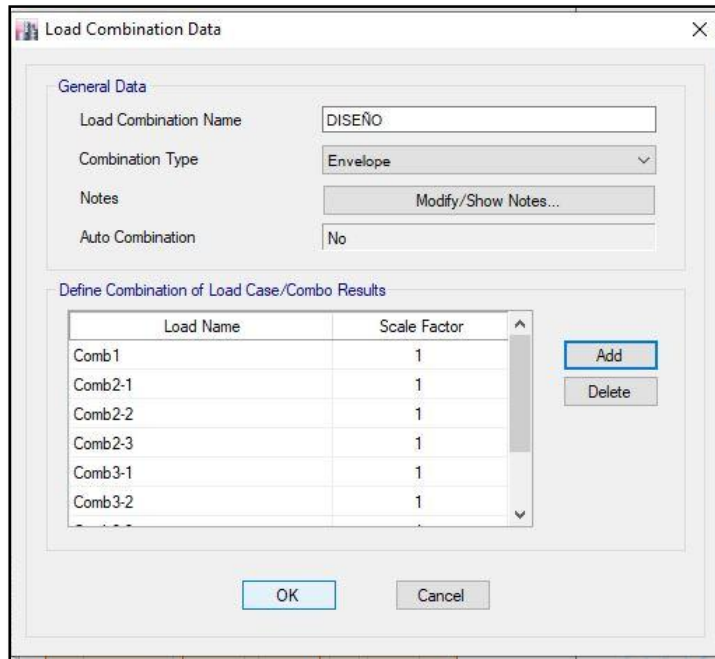 Load Combination Data
General Data
Load Combination Name DISEÑO
Combination Type Envelope
Notes Modify/Show Notes...
Auto Combination No
Define Combination of Load Case/Combo Results
Load Name Scale Factor
Comb1 1
Add
Comb2-1 1
Delete
Comb2-2 1
Comb2-3 1
Comb3-1 1
Comb3-2 1
OK Cancel